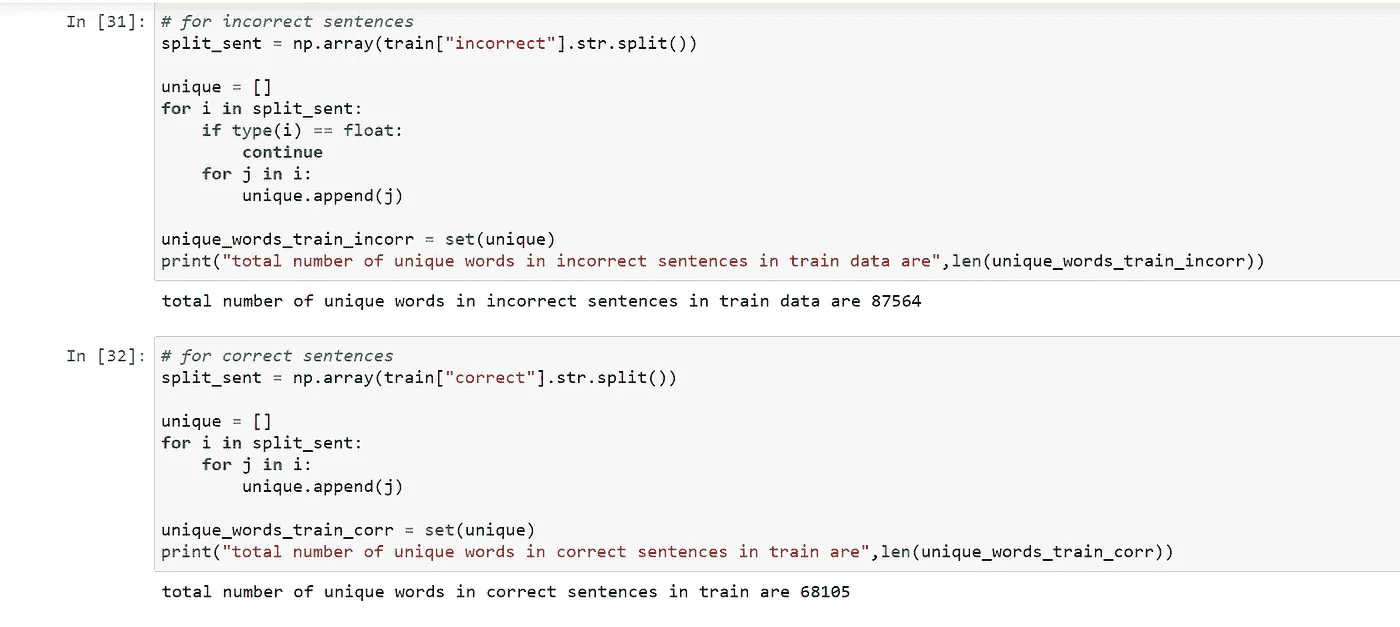 In [31]: # for incorrect sentences
split_sent = np.array(train["incorrect"].str.split())
unique = []
for i in split_sent:
    if type(i) == float:
        continue
    for j in i:
        unique.append(j)
unique_words_train_incorr = set(unique)
print("total number of unique words in incorrect sentences in train data are",len(unique_words_train_incorr))
total number of unique words in incorrect sentences in train data are 87564
In [32]: # for correct sentences
split_sent = np.array(train["correct"].str.split())
unique = []
for i in split_sent:
    for j in i:
        unique.append(j)
unique_words_train_corr = set(unique)
print("total number of unique words in correct sentences in train are",len(unique_words_train_corr))
total number of unique words in correct sentences in train are 68105